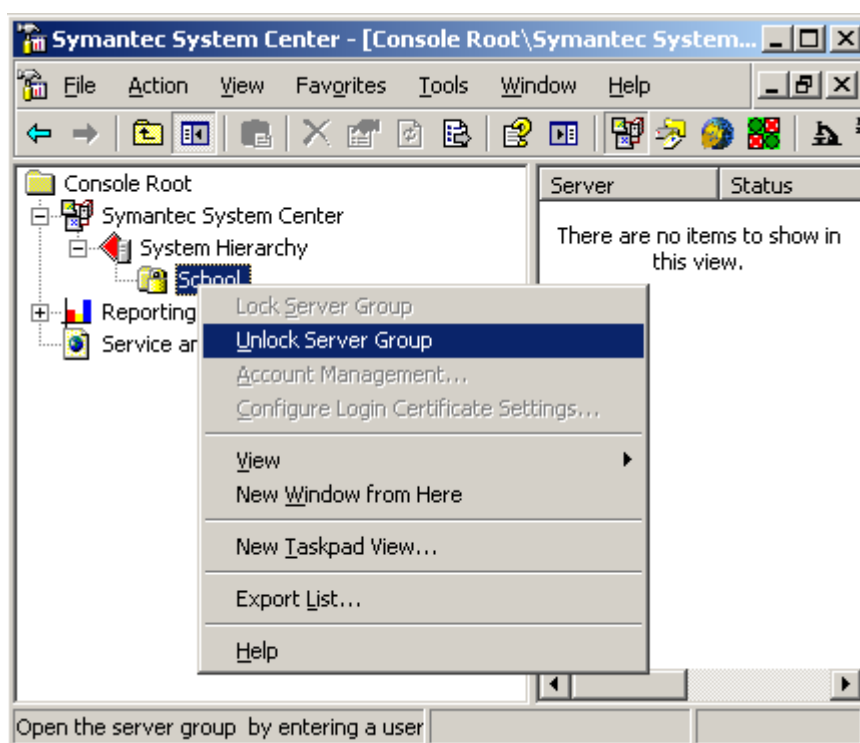 Symantec System Center - [Console Root\Symantec System...
File Action View Favorites Tools Window Help
Console Root
Symantec System Center
System Hierarchy
School
Reporting
Service an
Server Status
There are no items to show in
this view.
Lock Server Group
Unlock Server Group
Account Management...
Configure Login Certificate Settings...
View
New Window from Here
New Taskpad View...
Export List...
Help
Open the server group by entering a user